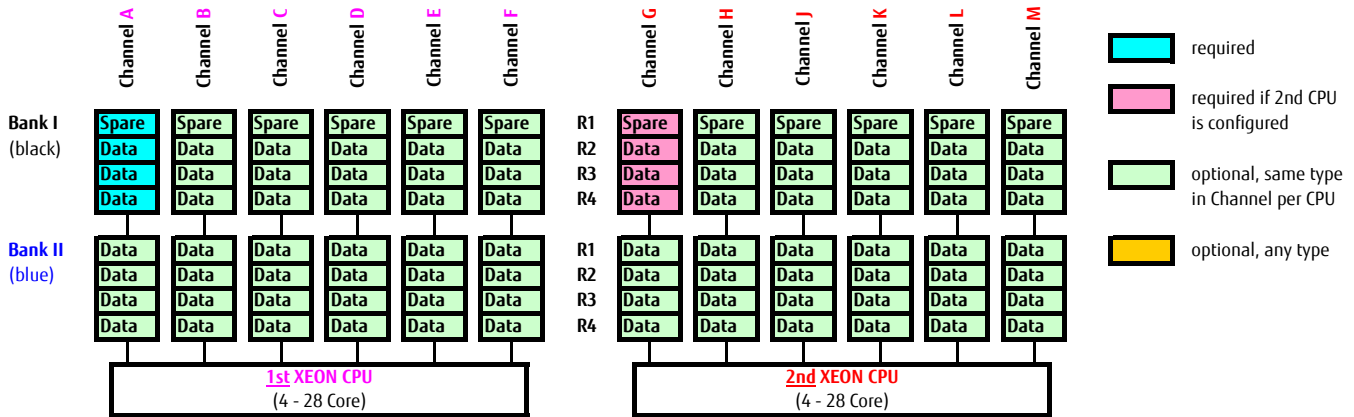 Channel A Channel B Channel C Channel D Channel E Channel F Channel G Channel H Channel J Channel K Channel L Channel M
required
required if 2nd CPU
is configured
optional, same type
in Channel per CPU
optional, any type
Bank I Spare Spare Spare Spare Spare Spare R1 Spare Spare Spare Spare Spare Spare
(black) Data Data Data Data Data Data R2 Data Data Data Data Data Data
Data Data Data Data Data Data R3 Data Data Data Data Data Data
Data Data Data Data Data Data R4 Data Data Data Data Data Data
Bank II Data Data Data Data Data Data R1 Data Data Data Data Data Data
(blue) Data Data Data Data Data Data R2 Data Data Data Data Data Data
Data Data Data Data Data Data R3 Data Data Data Data Data Data
Data Data Data Data Data Data R4 Data Data Data Data Data Data
1st XEON CPU
(4 - 28 Core)
2nd XEON CPU
(4 - 28 Core)